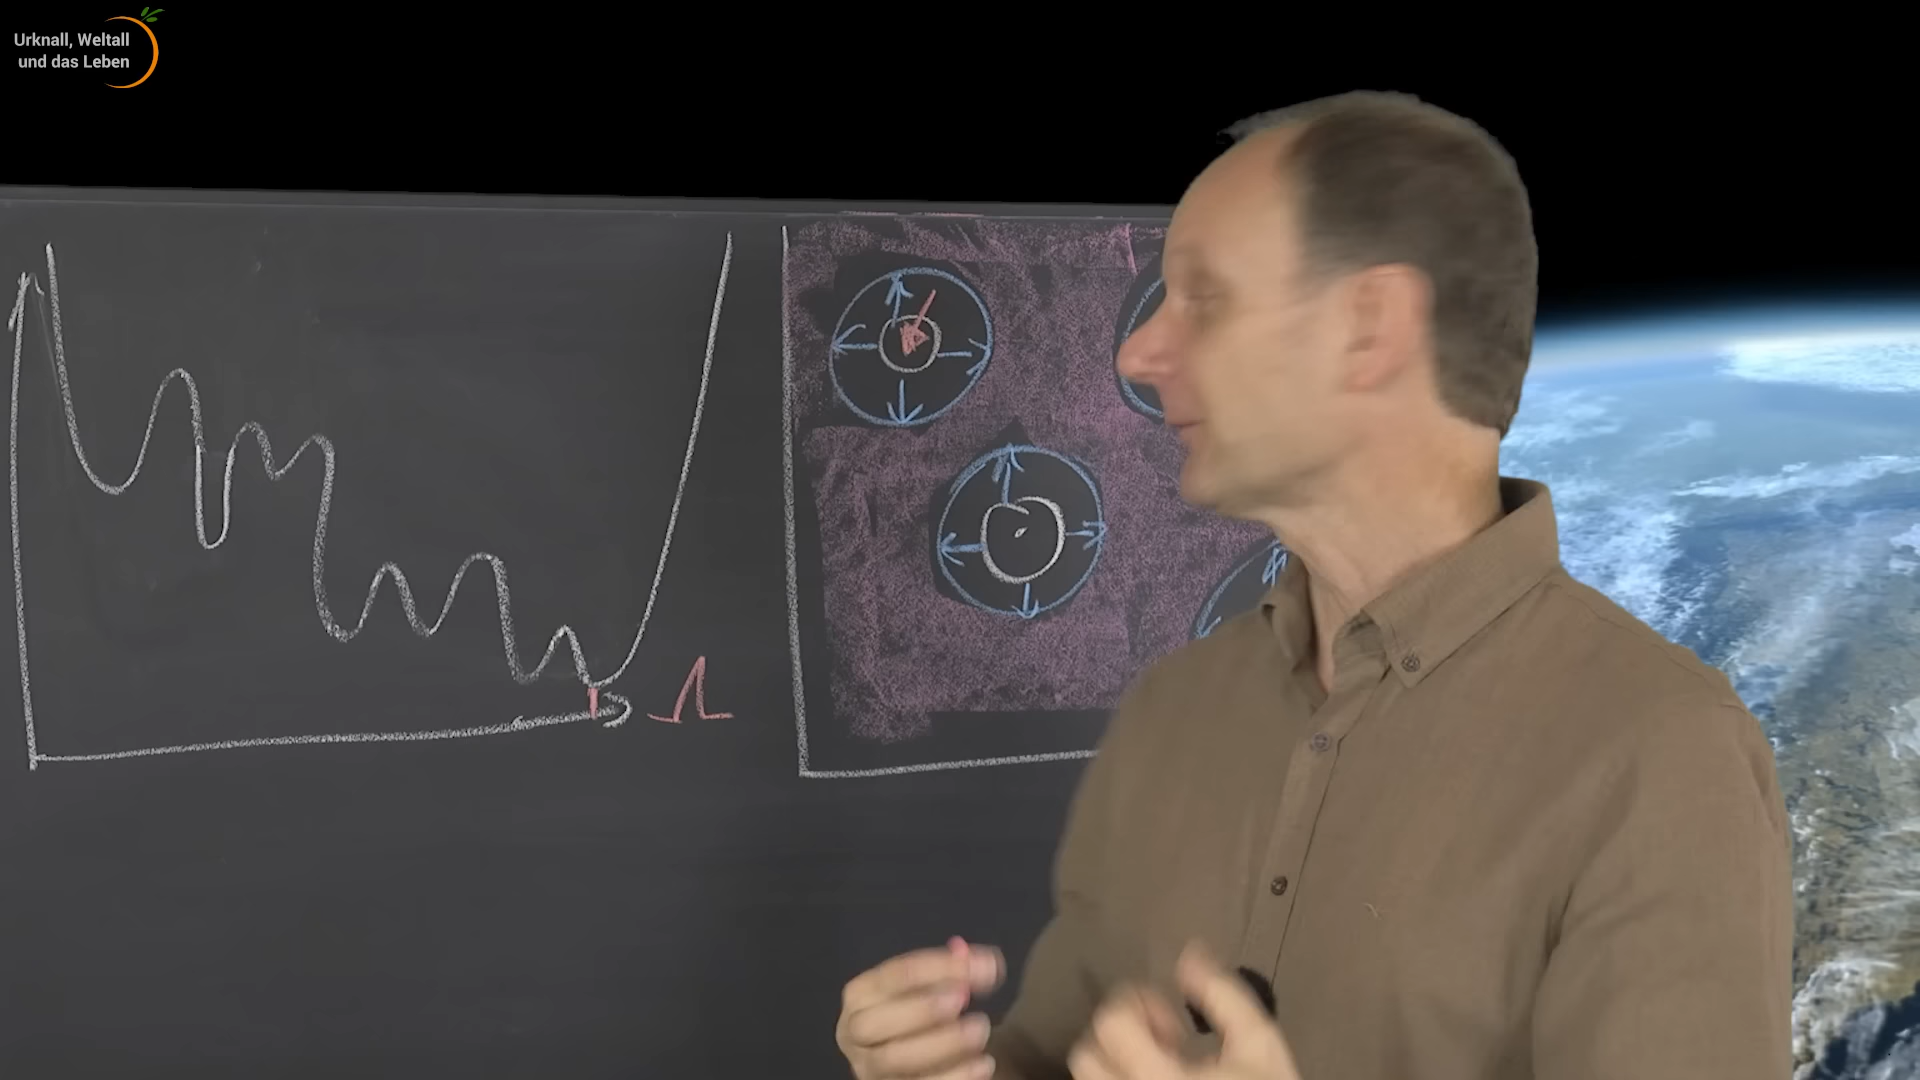 Urknall, Weltall
und das Leben
Λ